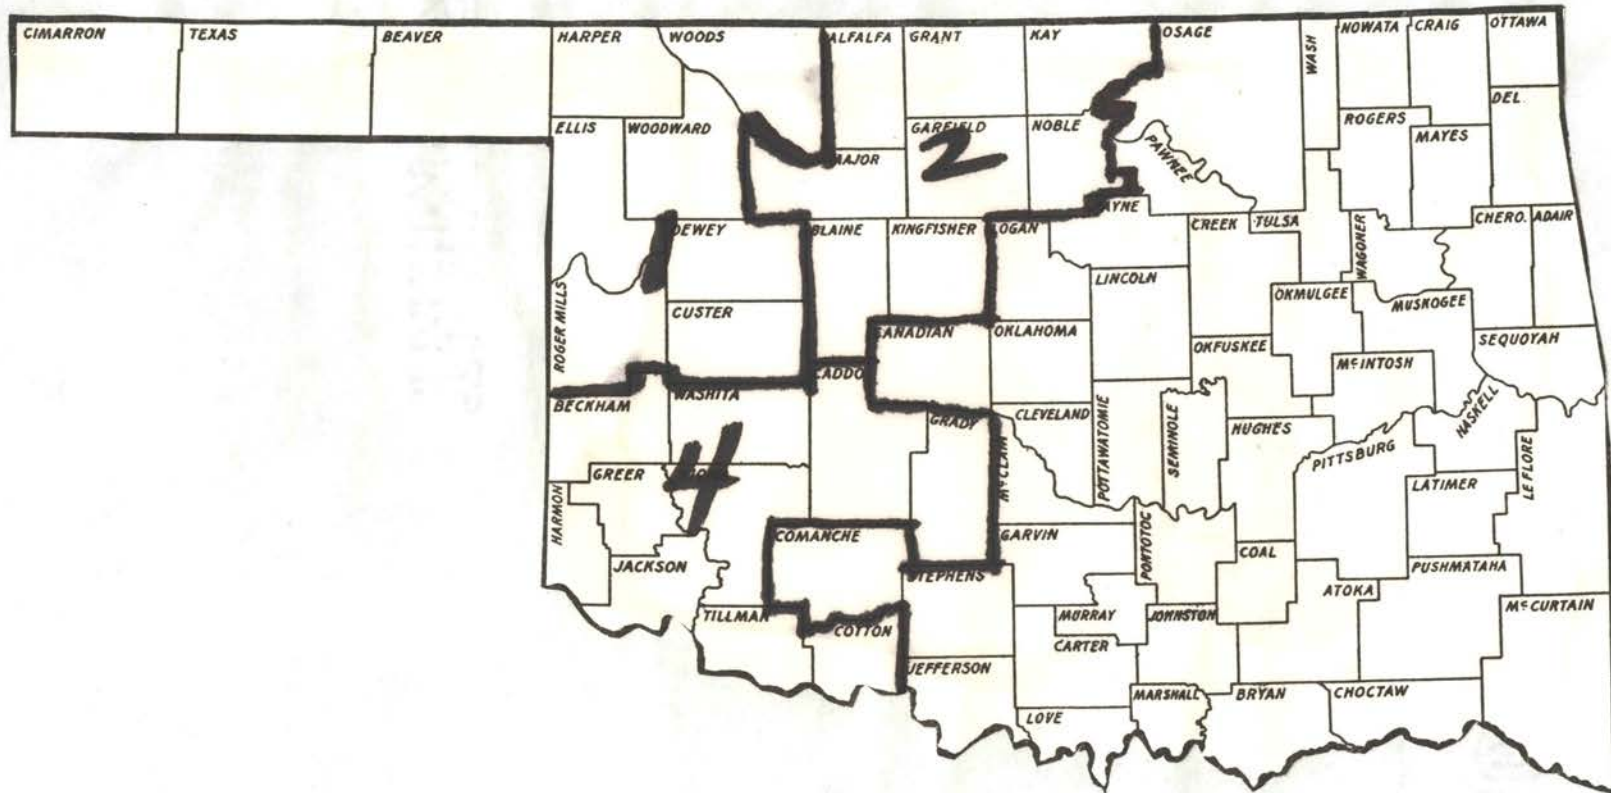 CIMARRON
TEXAS
BEAVER
HARPER
WOODS
ALFALFA
GRANT
KAY
OSAGE
WASH
NOWATA
CRAIG
OTTAWA
DEL.
ELLIS
WOODWARD
GARFIELD
NOBLE
ROGERS
MAYES
MAJOR
2
PAWNEE
PAYNE
DEWEY
BLAINE
KINGFISHER
LOGAN
CREEK
TULSA
WAGONER
CHERO.
ADAIR
ROGER MILLS
CUSTER
LINCOLN
OKMULGEE
MUSKOGEE
CANADIAN
OKLAHOMA
OKFUSKEE
MCINTOSH
SEQUOYAH
CADDO
BECKHAM
WASHITA
GRADY
MCCLAIN
CLEVELAND
POTTAWATOMIE
SEMINOLE
HUGHES
PITTSBURG
HASKELL
LE FLORE
GREER
4
LATIMER
HARMON
COMANCHE
GARVIN
PONTOTOC
COAL
JACKSON
STEPHENS
PUSHMATAHA
ATOKA
TILLMAN
COTTON
MURRAY
JOHNSTON
MCCURTAIN
CARTER
JEFFERSON
MARSHALL
BRYAN
CHOCTAW
LOVE